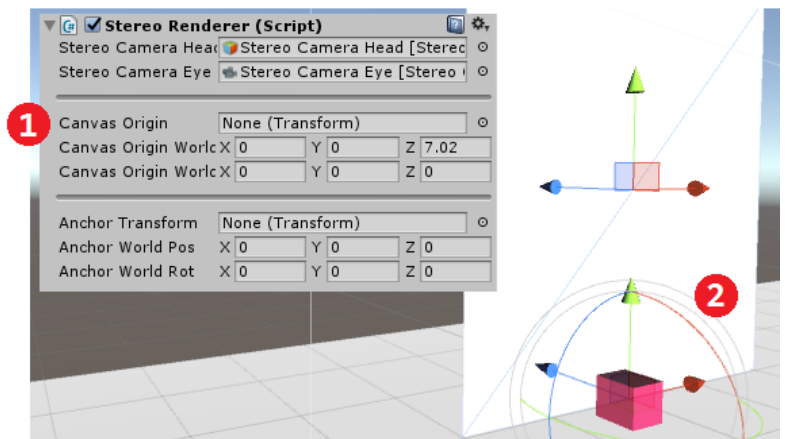 Stereo Renderer (Script)
Stereo Camera Head Stereo Camera Head [Stereo
Stereo Camera Eye Stereo Camera Eye [Stereo
1
Canvas Origin None (Transform)
Canvas Origin World X 0 Y 0 Z 7.02
Canvas Origin World X 0 Y 0 Z 0
Anchor Transform None (Transform)
Anchor World Pos X 0 Y 0 Z 0
Anchor World Rot X 0 Y 0 Z 0
2